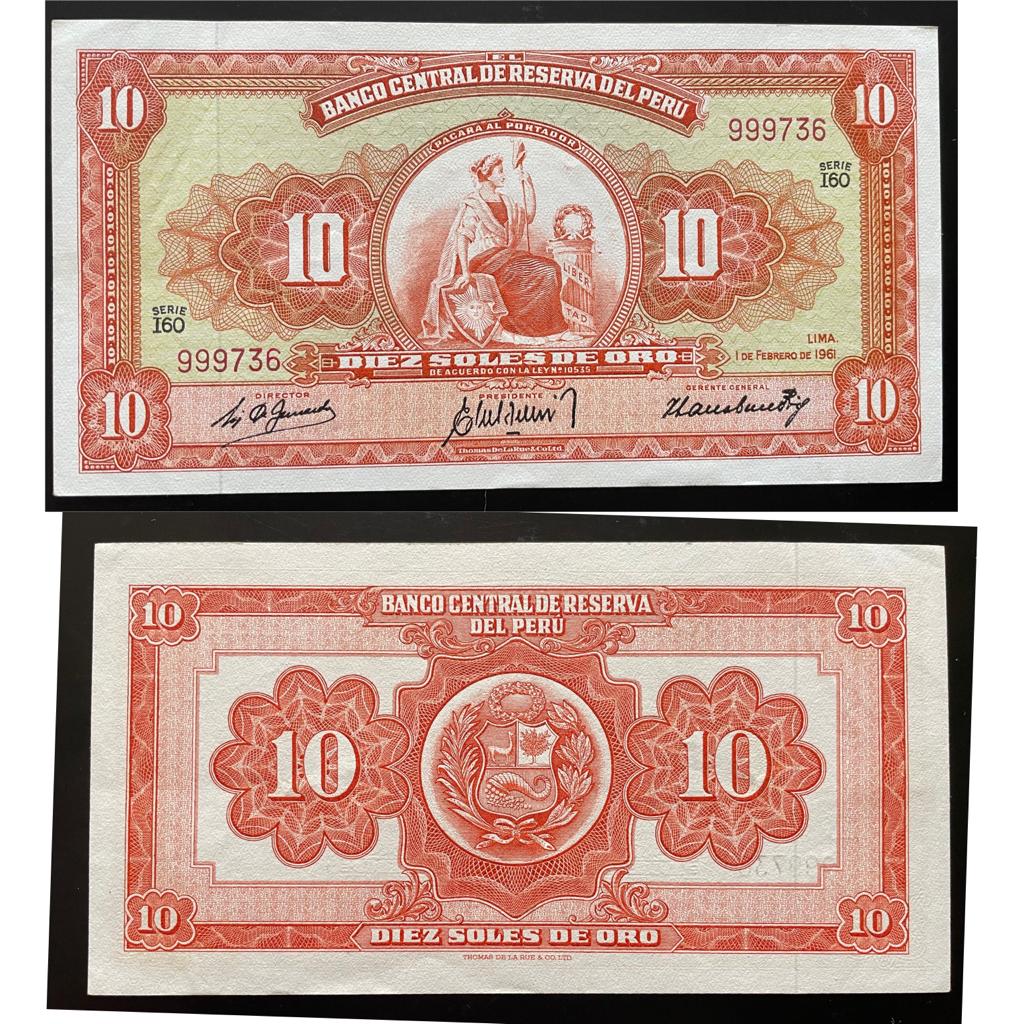 10
EL
BANCO CENTRAL DE RESERVA DEL PERU
10
999736
PAGARA AL PORTADOR
SERIE
I60
10
10
LIBER
TAD
SERIE
I60
999736
LIMA.
1 DE FEBRERO DE 1961
DIEZ SOLES DE ORO
DE ACUERDO CON LA LEY Nº 10535
10
DIRECTOR
PRESIDENTE
GERENTE GENERAL
10
Thomas De La Rue & Co. Ltd.
10
BANCO CENTRAL DE RESERVA
DEL PERÚ
10
10
10
10
DIEZ SOLES DE ORO
10
THOMAS DE LA RUE & CO. LTD.